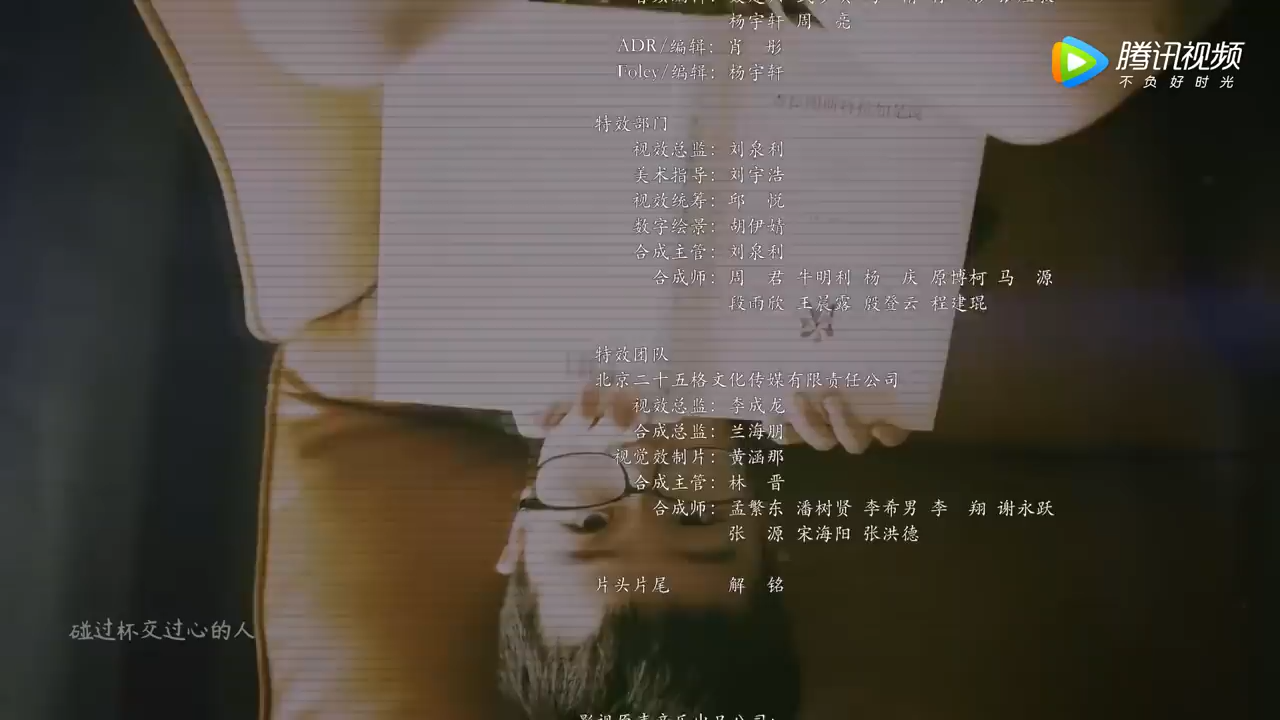 杨宇轩 周 亮
ADR/编辑： 肖 彤
Foley/编辑： 杨宇轩
腾讯视频
不负好时光
特效部门
视效总监： 刘泉利
美术指导： 刘宇浩
视效统筹： 邱 悦
数字绘景： 胡伊婧
合成主管： 刘泉利
合成师： 周 君 牛明利 杨 庆 原博柯 马 源
段雨欣 王晨露 殷登云 程建琨
特效团队
北京二十五格文化传媒有限责任公司
视效总监： 李成龙
合成总监： 兰海朋
视觉效制片： 黄涵那
合成主管： 林 晋
合成师： 孟繁东 潘树贤 李希男 李 翔 谢永跃
张 源 宋海阳 张洪德
片头片尾 解 铭
碰过杯交过心的人